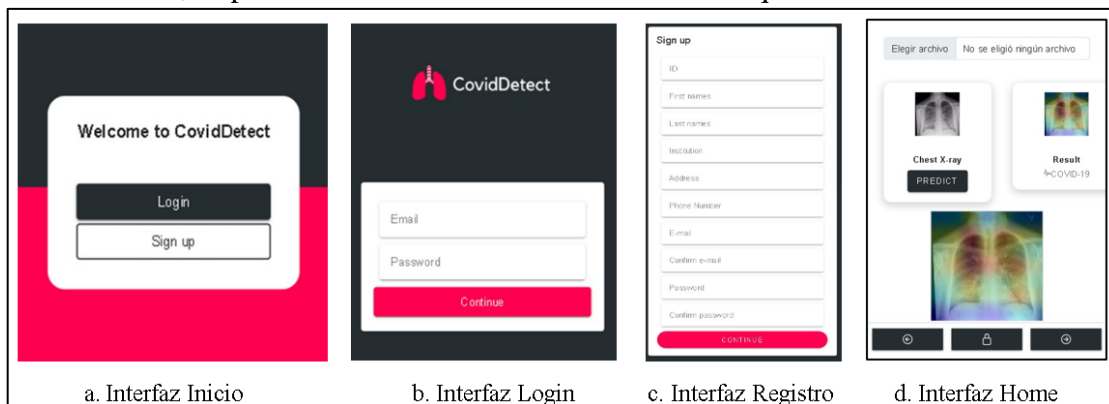 Welcome to CovidDetect
Login
Sign up
CovidDetect
Email
Password
Continue
Sign up
ID
First names
Last names
Institution
Address
Phone Number
E-mail
Confirm e-mail
Password
Confirm password
CONTINUE
Elegir archivo No se eligió ningún archivo
Chest X-ray
PREDICT
Result
COVID-19
a. Interfaz Inicio
b. Interfaz Login
c. Interfaz Registro
d. Interfaz Home